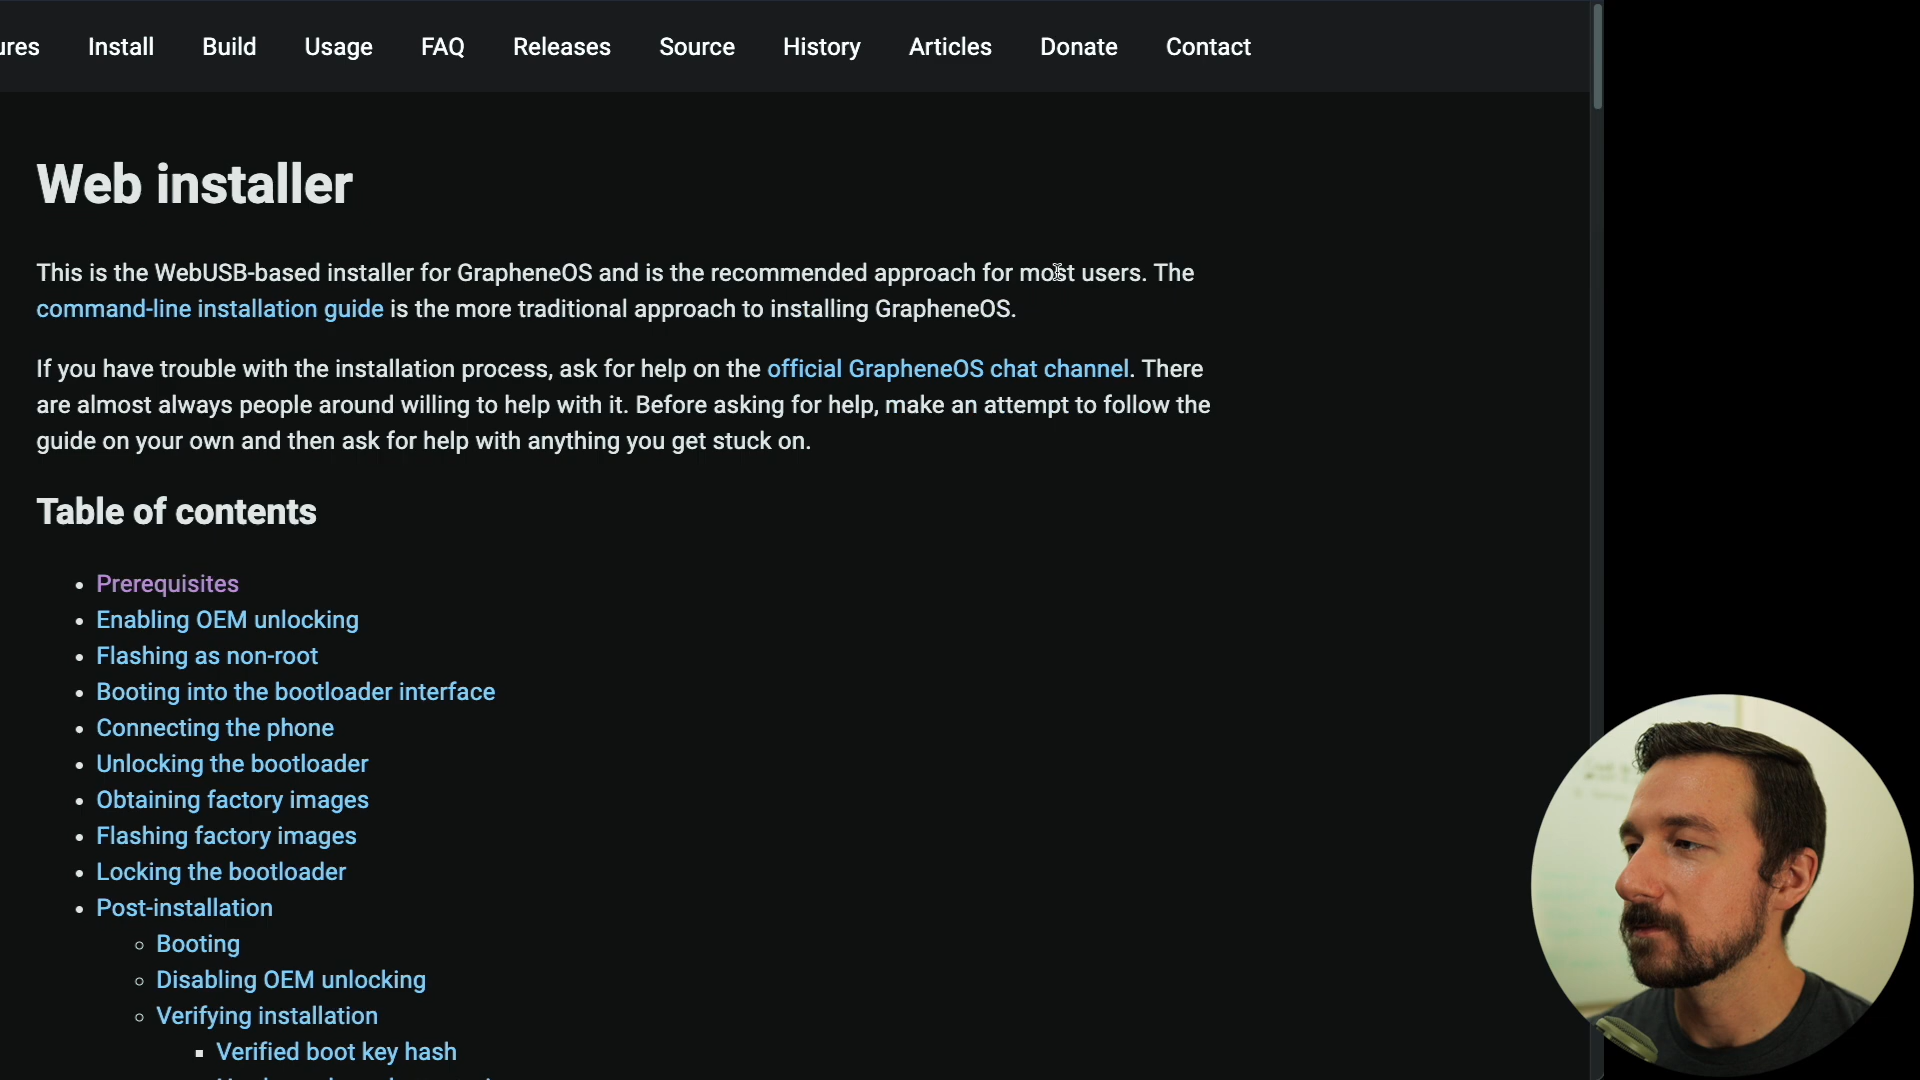 ures Install Build Usage FAQ Releases Source History Articles Donate Contact
Web installer
This is the WebUSB-based installer for GrapheneOS and is the recommended approach for most users. The
command-line installation guide is the more traditional approach to installing GrapheneOS.
If you have trouble with the installation process, ask for help on the official GrapheneOS chat channel. There
are almost always people around willing to help with it. Before asking for help, make an attempt to follow the
guide on your own and then ask for help with anything you get stuck on.
Table of contents
Prerequisites
Enabling OEM unlocking
Flashing as non-root
Booting into the bootloader interface
Connecting the phone
Unlocking the bootloader
Obtaining factory images
Flashing factory images
Locking the bootloader
Post-installation
Booting
Disabling OEM unlocking
Verifying installation
Verified boot key hash